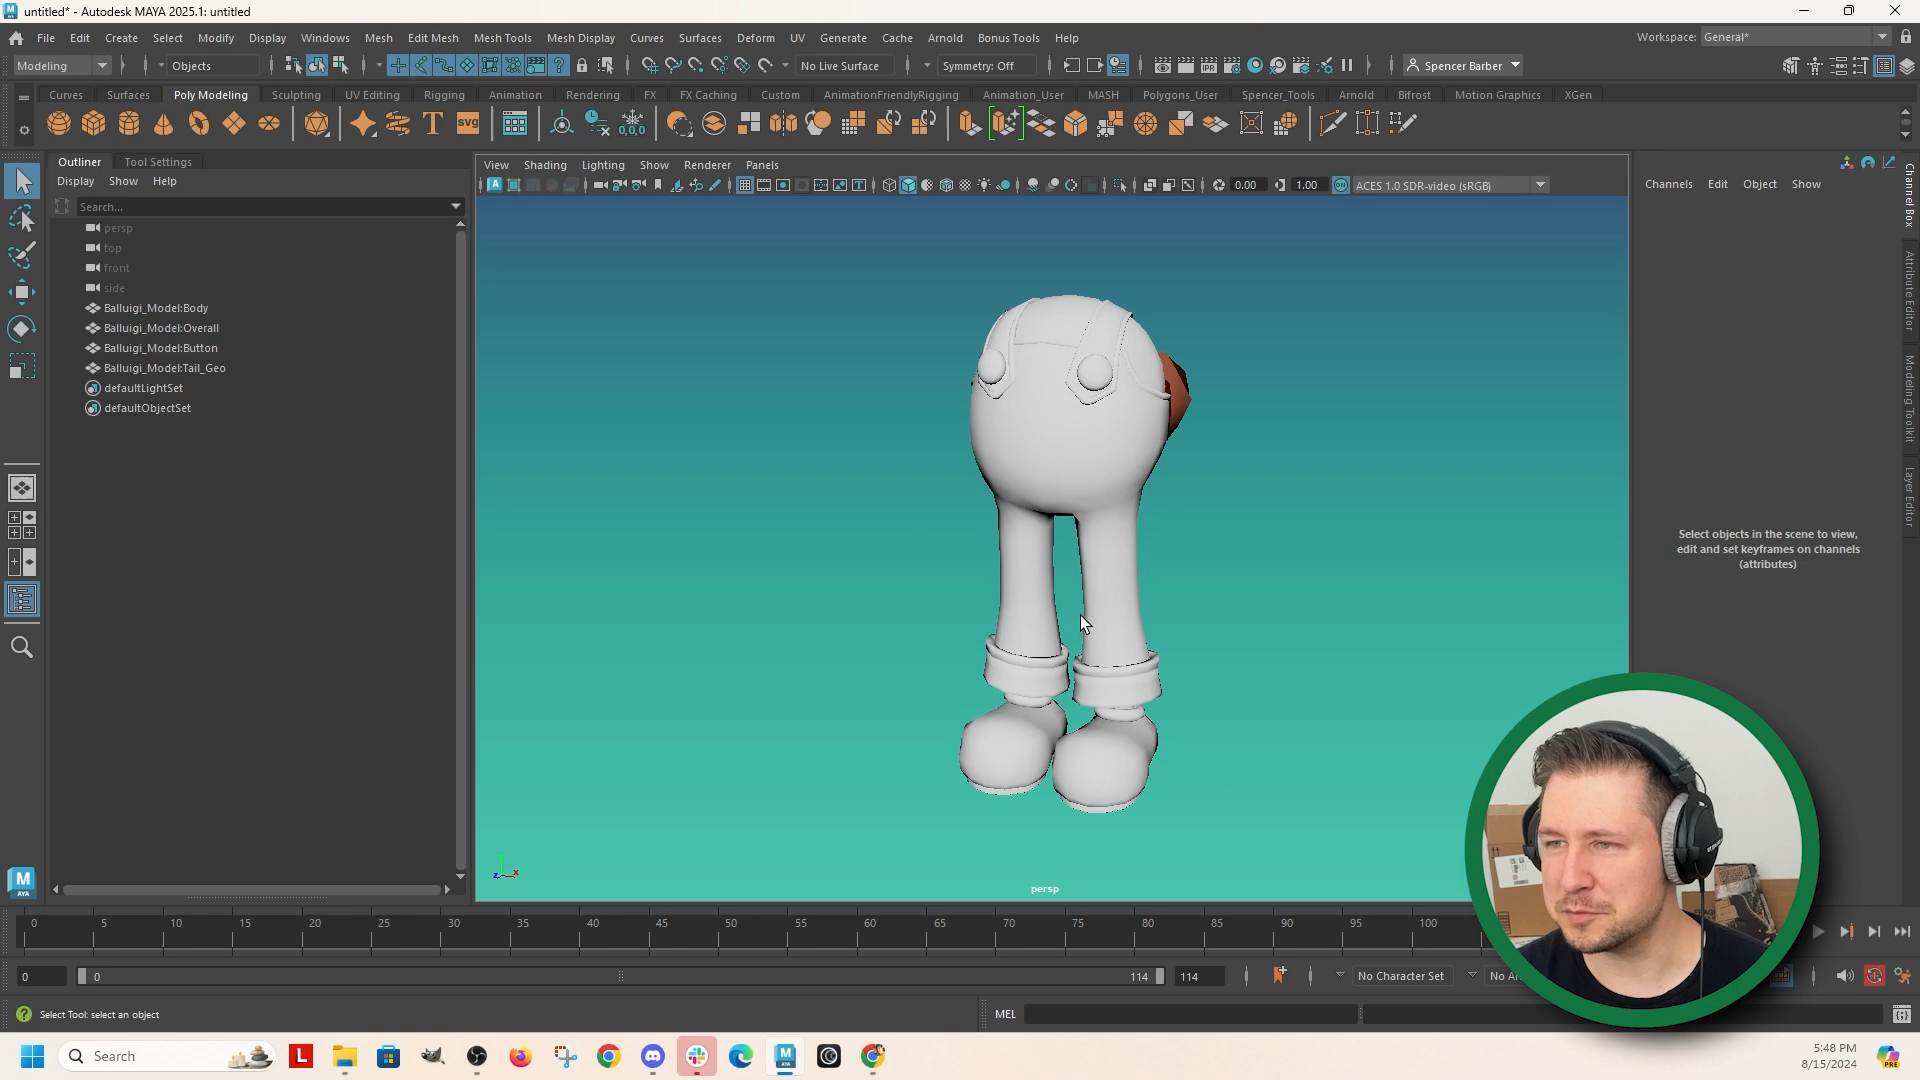 untitled* - Autodesk MAYA 2025.1: untitled
File Edit Create Select Modify Display Windows Mesh Edit Mesh Mesh Tools Mesh Display Curves Surfaces Deform UV Generate Cache Arnold Bonus Tools Help
Workspace: General*
Modeling Objects No Live Surface Symmetry: Off Spencer Barber
Curves Surfaces Poly Modeling Sculpting UV Editing Rigging Animation Rendering FX FX Caching Custom AnimationFriendlyRigging Animation_User MASH Polygons_User Spencer_Tools Arnold Bifrost Motion Graphics XGen
Outliner Tool Settings
Display Show Help
Search...
persp
top
front
side
Balluigi_Model:Body
Balluigi_Model:Overall
Balluigi_Model:Button
Balluigi_Model:Tail_Geo
defaultLightSet
defaultObjectSet
View Shading Lighting Show Renderer Panels
0.00 1.00 ACES 1.0 SDR-video (sRGB)
persp
Channels Edit Object Show
Select objects in the scene to view,
edit and set keyframes on channels
(attributes)
Channel Box
Attribute Editor
Modeling Toolkit
Layer Editor
0 5 10 15 20 25 30 35 40 45 50 55 60 65 70 75 80 85 90 95 100
0 0 114 114 No Character Set
Select Tool: select an object
MEL
Search
5:48 PM
8/15/2024